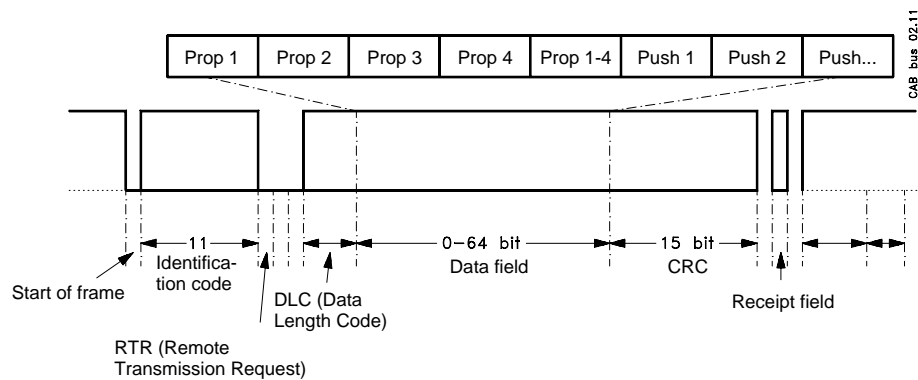 CAB bus 02.11
Prop 1 Prop 2 Prop 3 Prop 4 Prop 1-4 Push 1 Push 2 Push...
11 0-64 bit 15 bit
Identifica-
tion code
Data field
CRC
Start of frame
DLC (Data
Length Code)
Receipt field
RTR (Remote
Transmission Request)